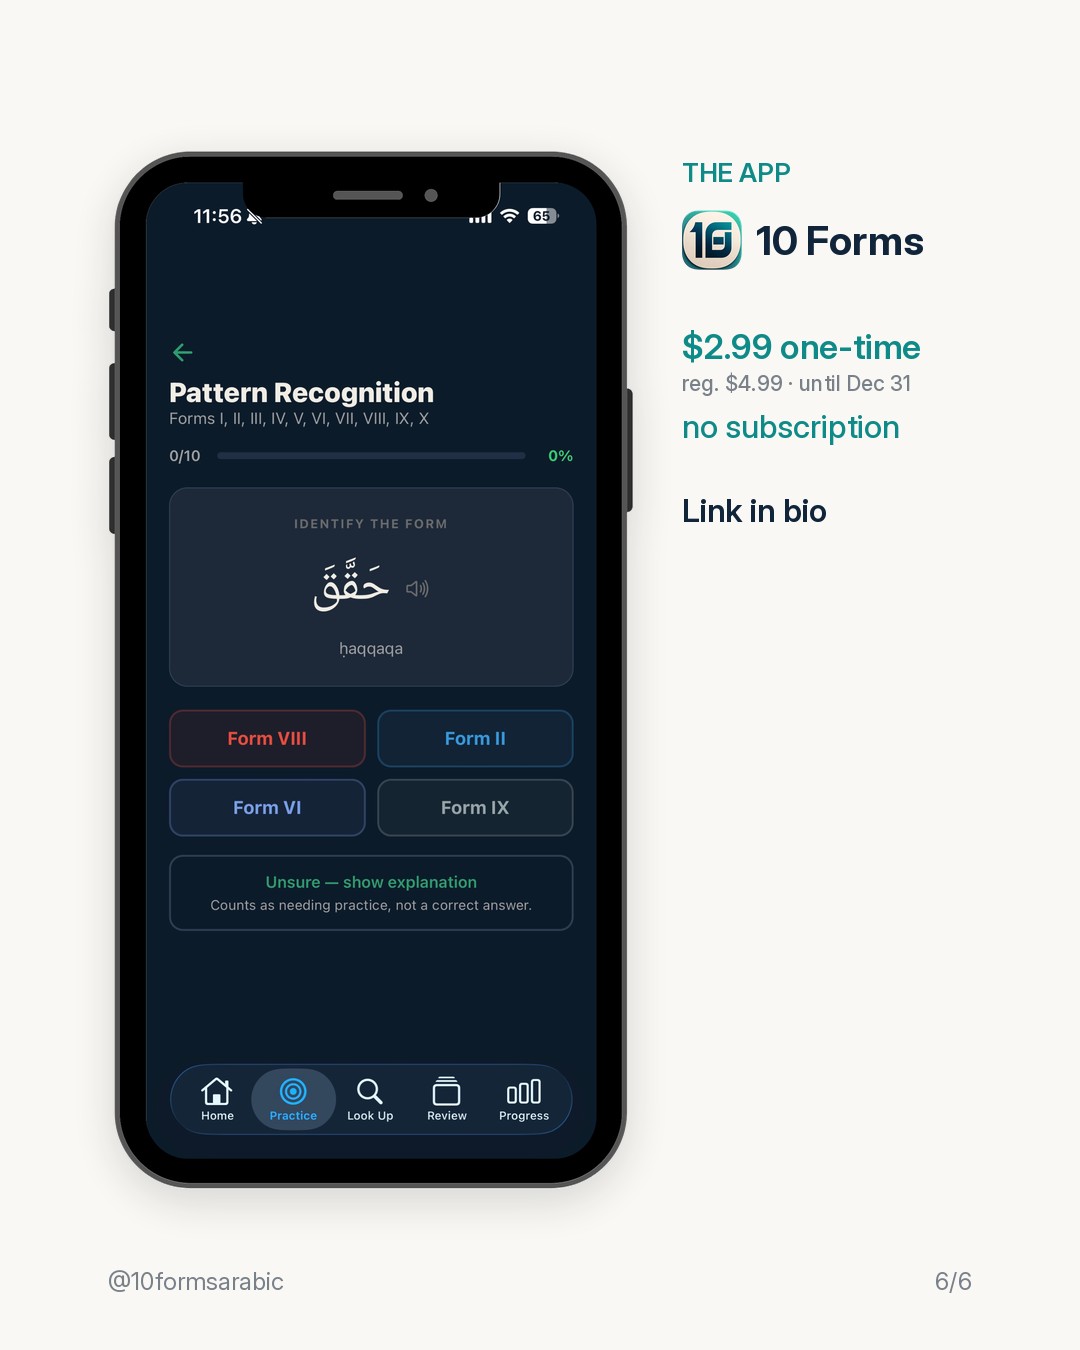 11:56
65
Pattern Recognition
Forms I, II, III, IV, V, VI, VII, VIII, IX, X
0/10 0%
IDENTIFY THE FORM
حَقَّقَ
ḥaqqaqa
Form VIII Form II
Form VI Form IX
Unsure — show explanation
Counts as needing practice, not a correct answer.
Home Practice Look Up Review Progress
THE APP
10 10 Forms
$2.99 one-time
reg. $4.99 · until Dec 31
no subscription
Link in bio
@10formsarabic 6/6